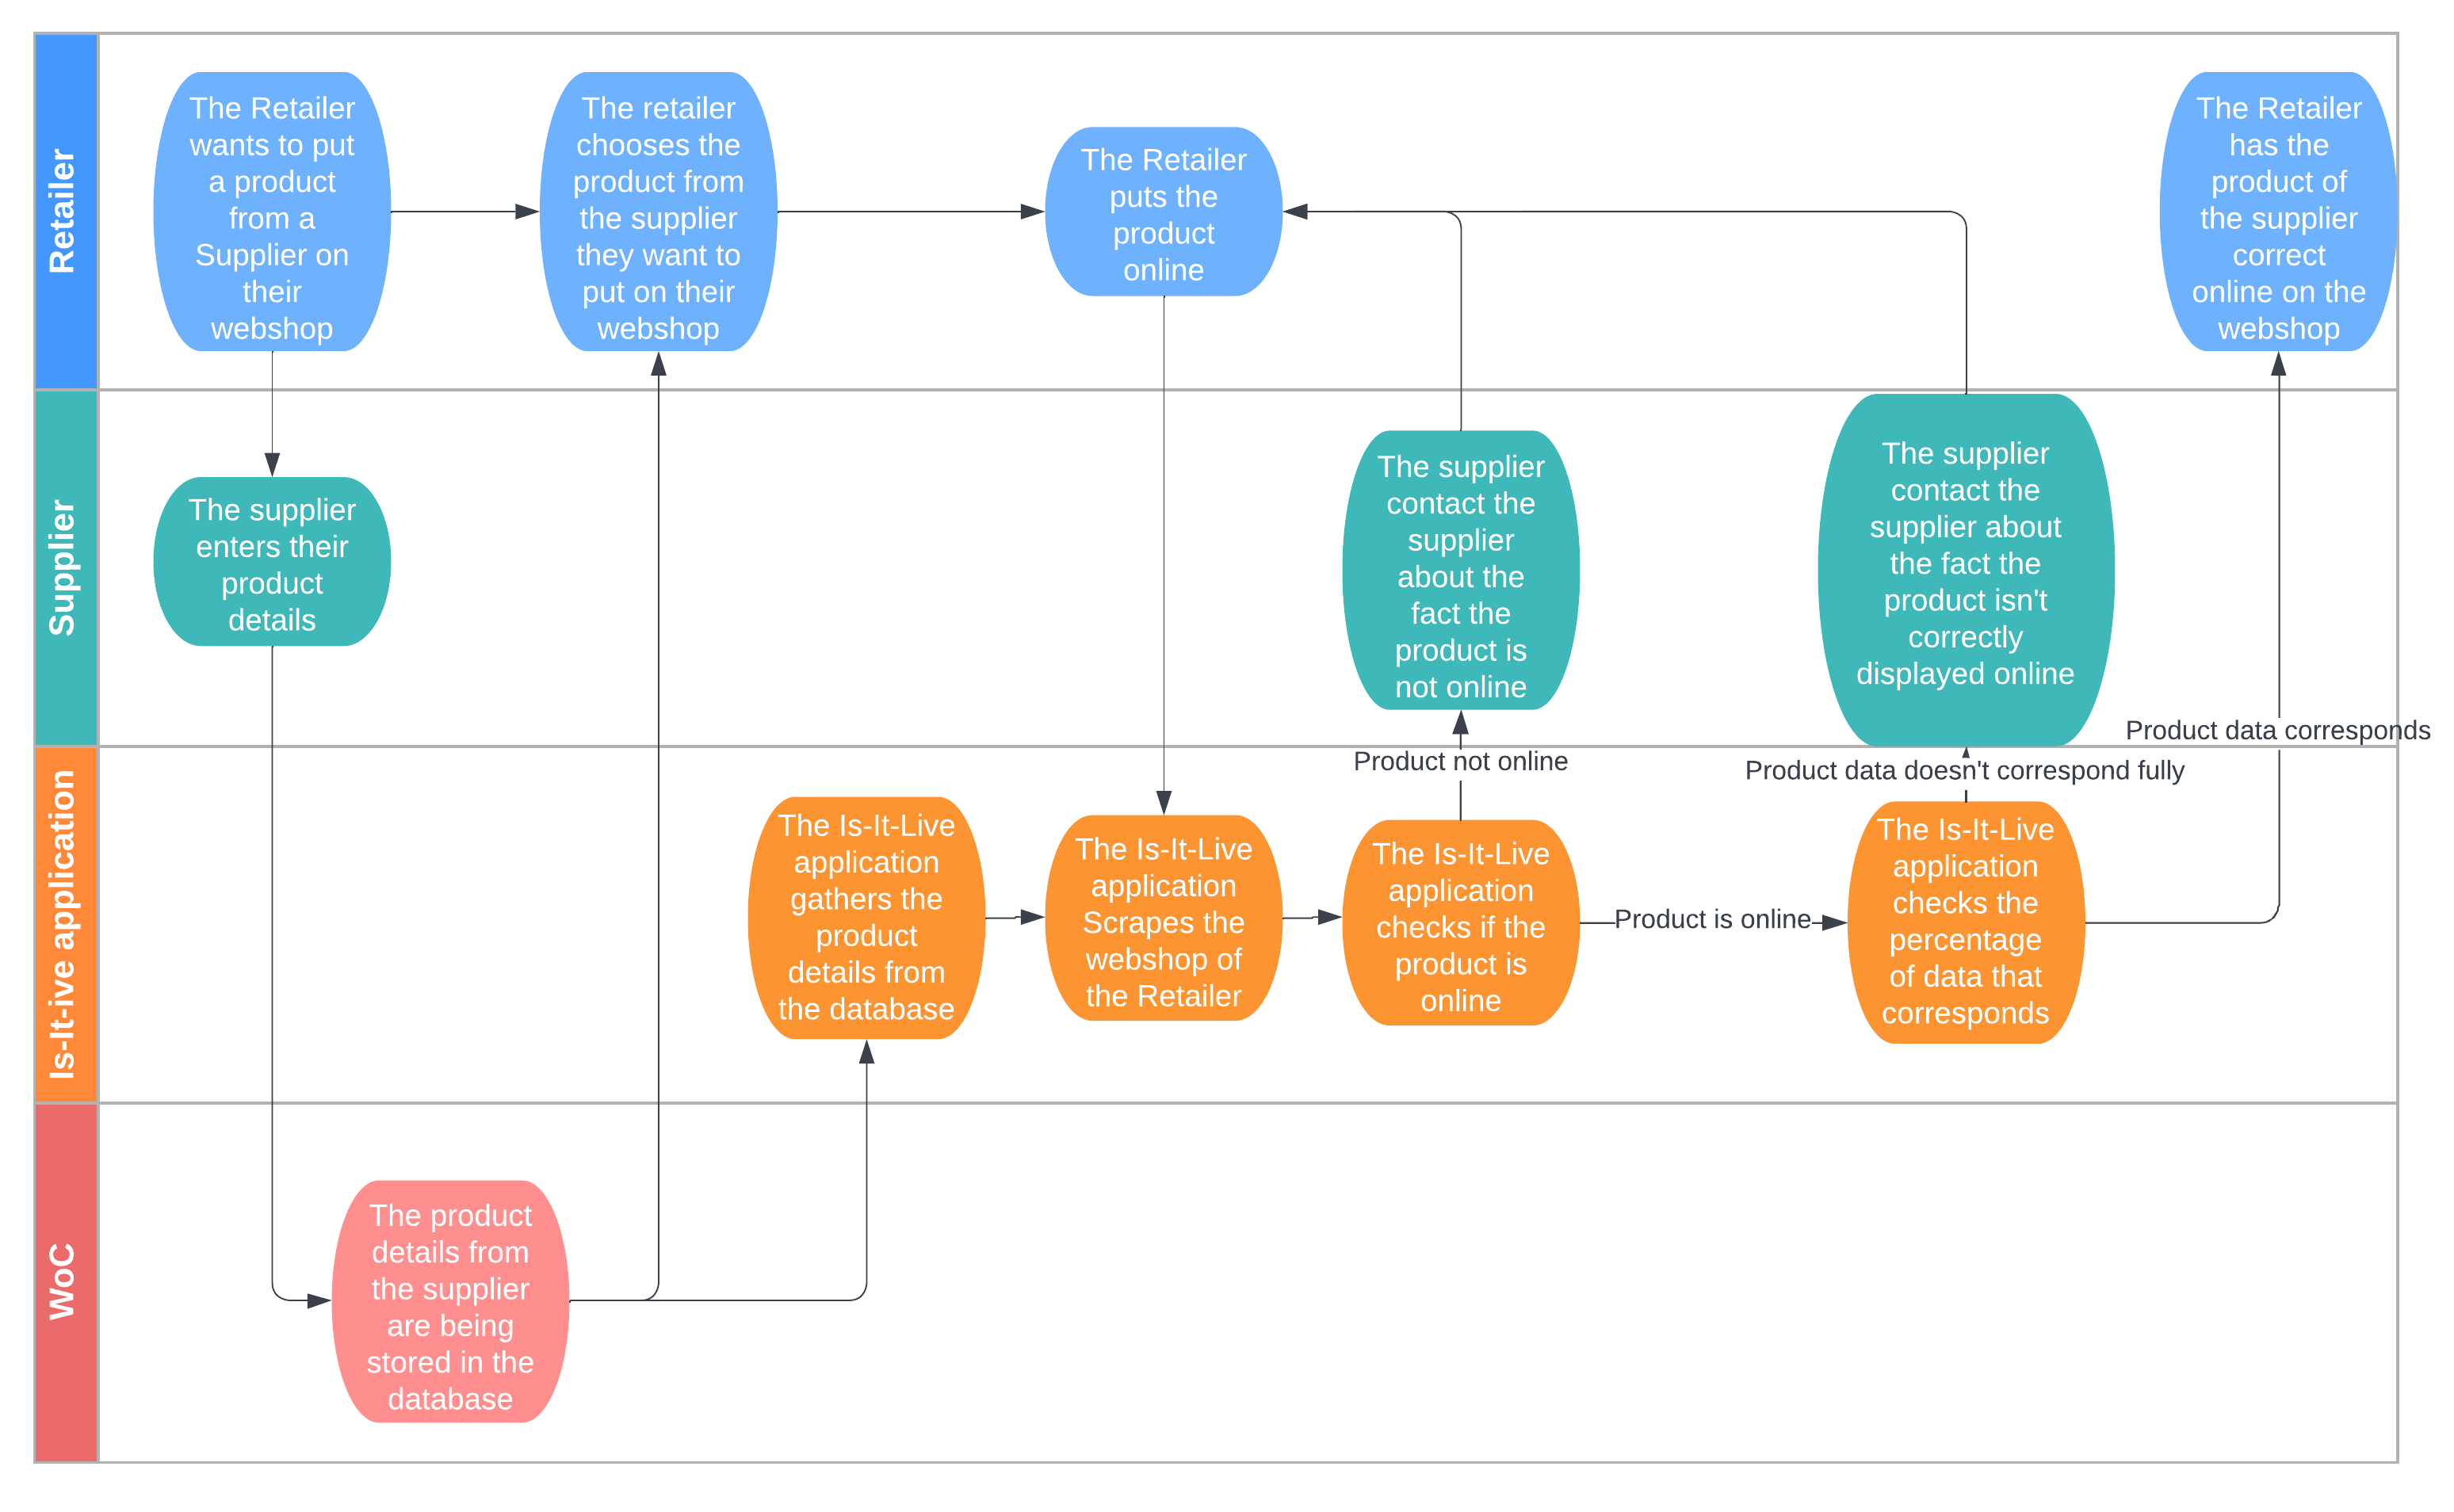 Retailer
The Retailer
wants to put
a product
from a
Supplier on
their
webshop
The retailer
chooses the
product from
the supplier
they want to
put on their
webshop
The Retailer
puts the
product
online
The Retailer
has the
product of
the supplier
correct
online on the
webshop
Supplier
The supplier
enters their
product
details
The supplier
contact the
supplier
about the
fact the
product is
not online
The supplier
contact the
supplier about
the fact the
product isn't
correctly
displayed online
Product data corresponds
Product not online
Product data doesn't correspond fully
Is-It-ive application
The Is-It-Live
application
gathers the
product
details from
the database
The Is-It-Live
application
Scrapes the
webshop of
the Retailer
The Is-It-Live
application
checks if the
product is
online
Product is online
The Is-It-Live
application
checks the
percentage
of data that
corresponds
WoC
The product
details from
the supplier
are being
stored in the
database